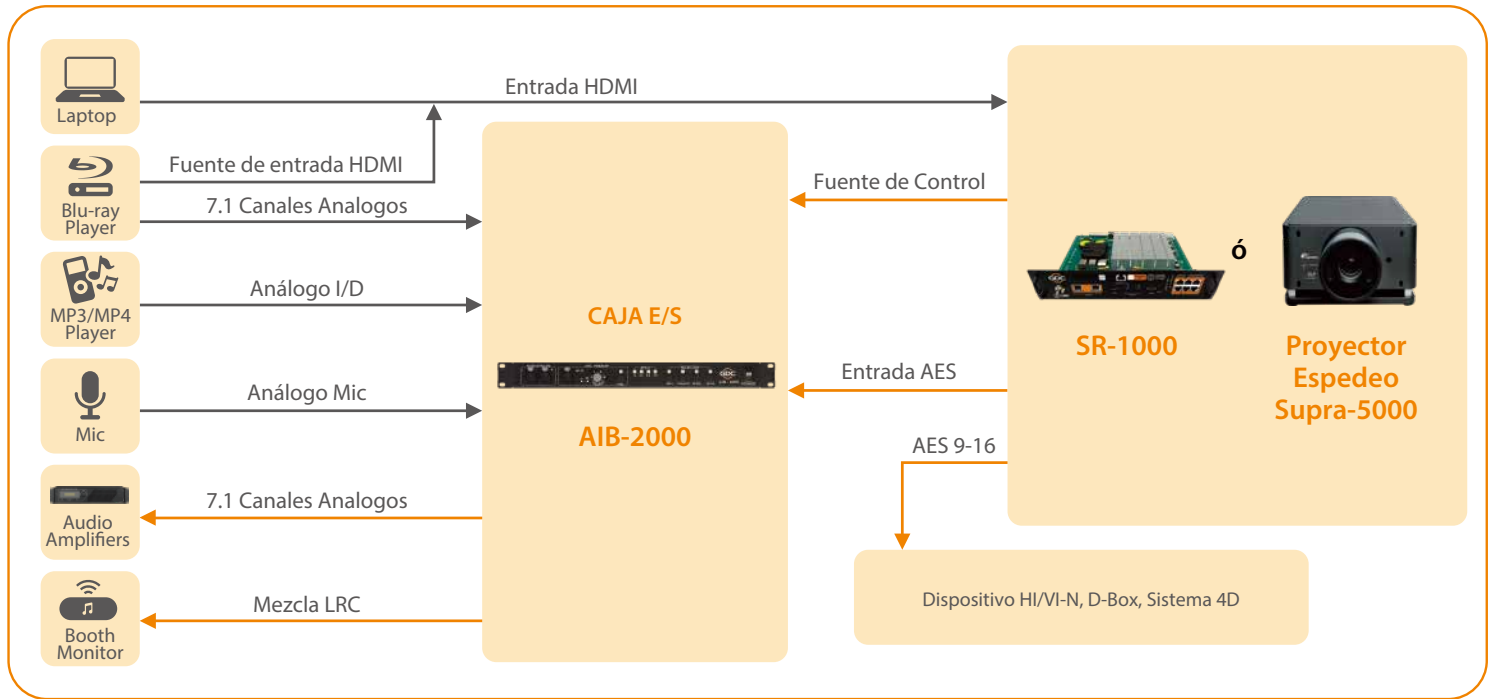 Laptop
Entrada HDMI
Blu-ray
Player
Fuente de entrada HDMI
7.1 Canales Analogos
MP3/MP4
Player
Análogo I/D
Mic
Análogo Mic
Audio
Amplifiers
7.1 Canales Analogos
Booth
Monitor
Mezcla LRC
CAJA E/S
GDC
AIB-2000
Fuente de Control
Entrada AES
AES 9-16
SR-1000
ó
Proyector
Espedeo
Supra-5000
Dispositivo HI/VI-N, D-Box, Sistema 4D